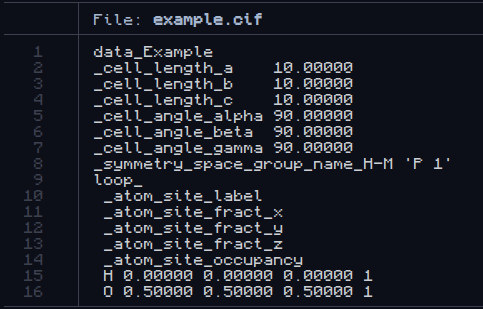 File: example.cif
1 data_Example
2 _cell_length_a 10.00000
3 _cell_length_b 10.00000
4 _cell_length_c 10.00000
5 _cell_angle_alpha 90.00000
6 _cell_angle_beta 90.00000
7 _cell_angle_gamma 90.00000
8 _symmetry_space_group_name_H-M 'P 1'
9 loop_
10 _atom_site_label
11 _atom_site_fract_x
12 _atom_site_fract_y
13 _atom_site_fract_z
14 _atom_site_occupancy
15 H 0.00000 0.00000 0.00000 1
16 O 0.50000 0.50000 0.50000 1